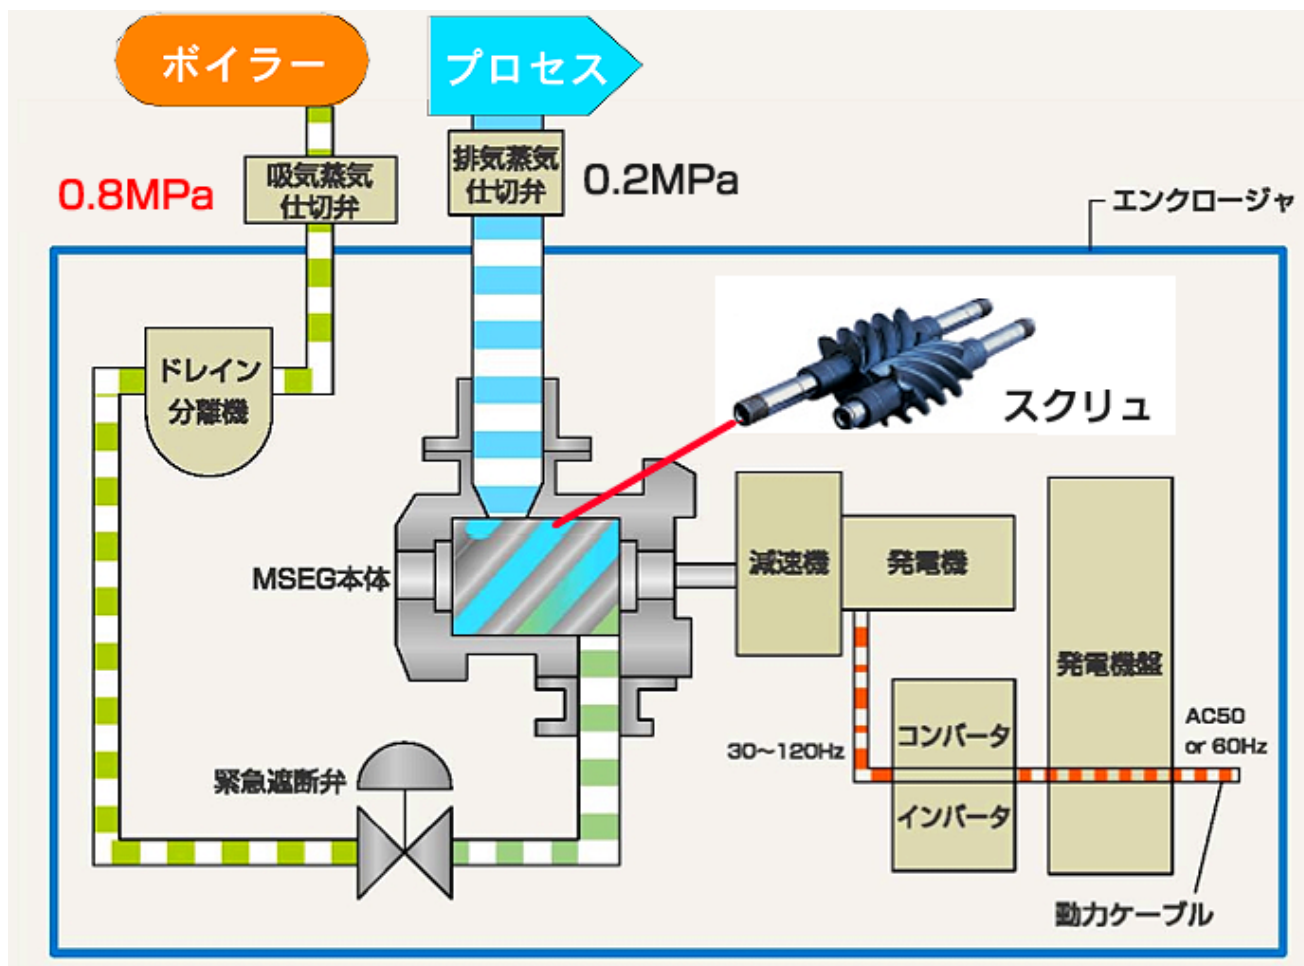 ボイラー
プロセス
吸気蒸気
仕切弁
0.8MPa
排気蒸気
仕切弁
0.2MPa
エンクロージャ
ドレイン
分離機
スクリュ
MSEG本体
減速機
発電機
発電機盤
コンバータ
インバータ
30～120Hz
AC50
or 60Hz
緊急遮断弁
動力ケーブル